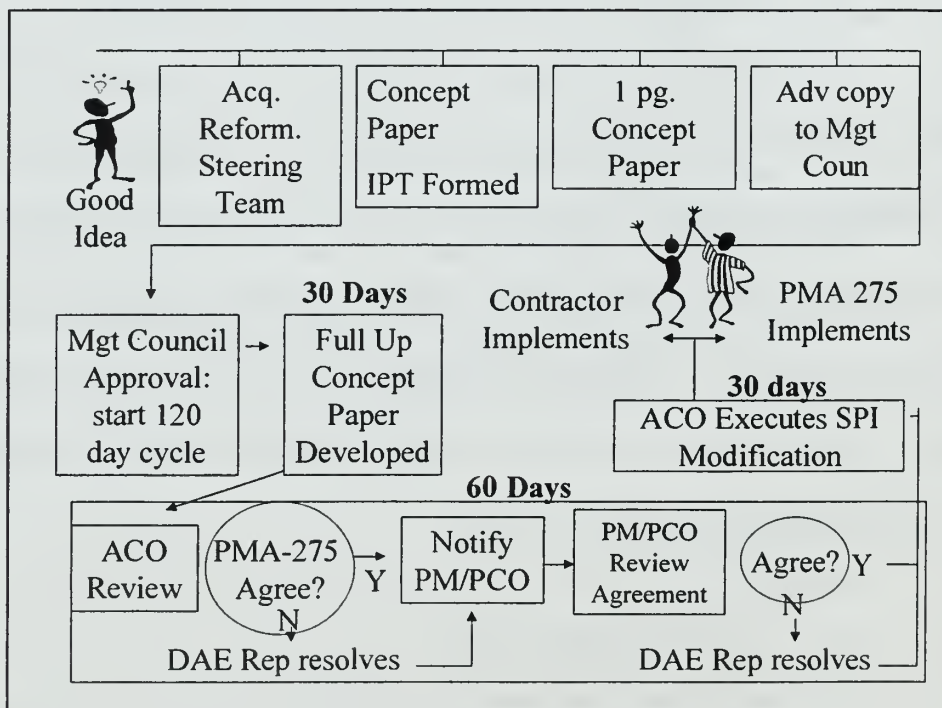 Good
Idea
Acq.
Reform.
Steering
Team
Concept
Paper
IPT Formed
1 pg.
Concept
Paper
Adv copy
to Mgt
Coun
Mgt Council
Approval:
start 120
day cycle
30 Days
Full Up
Concept
Paper
Developed
Contractor
Implements
PMA 275
Implements
30 days
ACO Executes SPI
Modification
60 Days
ACO
Review
PMA-275
Agree?
Y
N
DAE Rep resolves
Notify
PM/PCO
PM/PCO
Review
Agreement
Agree?
Y
N
DAE Rep resolves